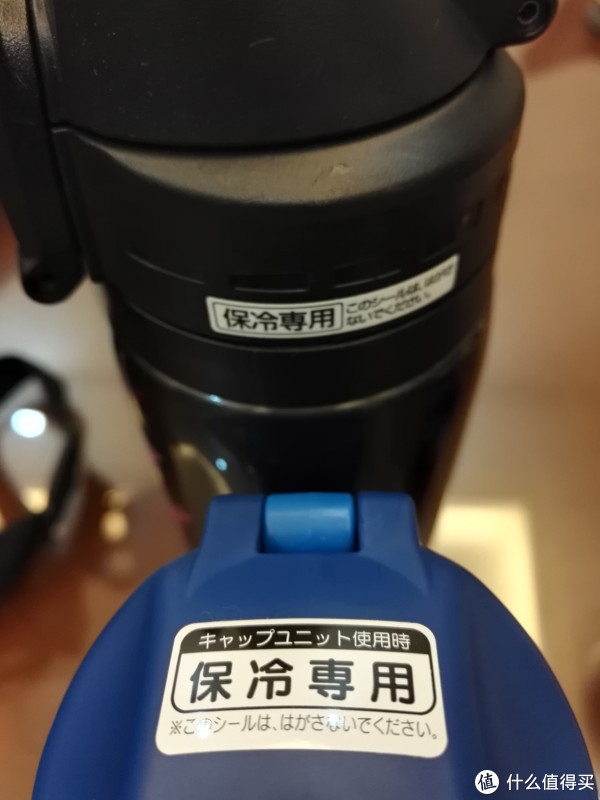 保冷専用
このシールは、はがさ
ないでください。
キャップユニット使用時
保冷専用
※このシールは、はがさないでください。
值 什么值得买